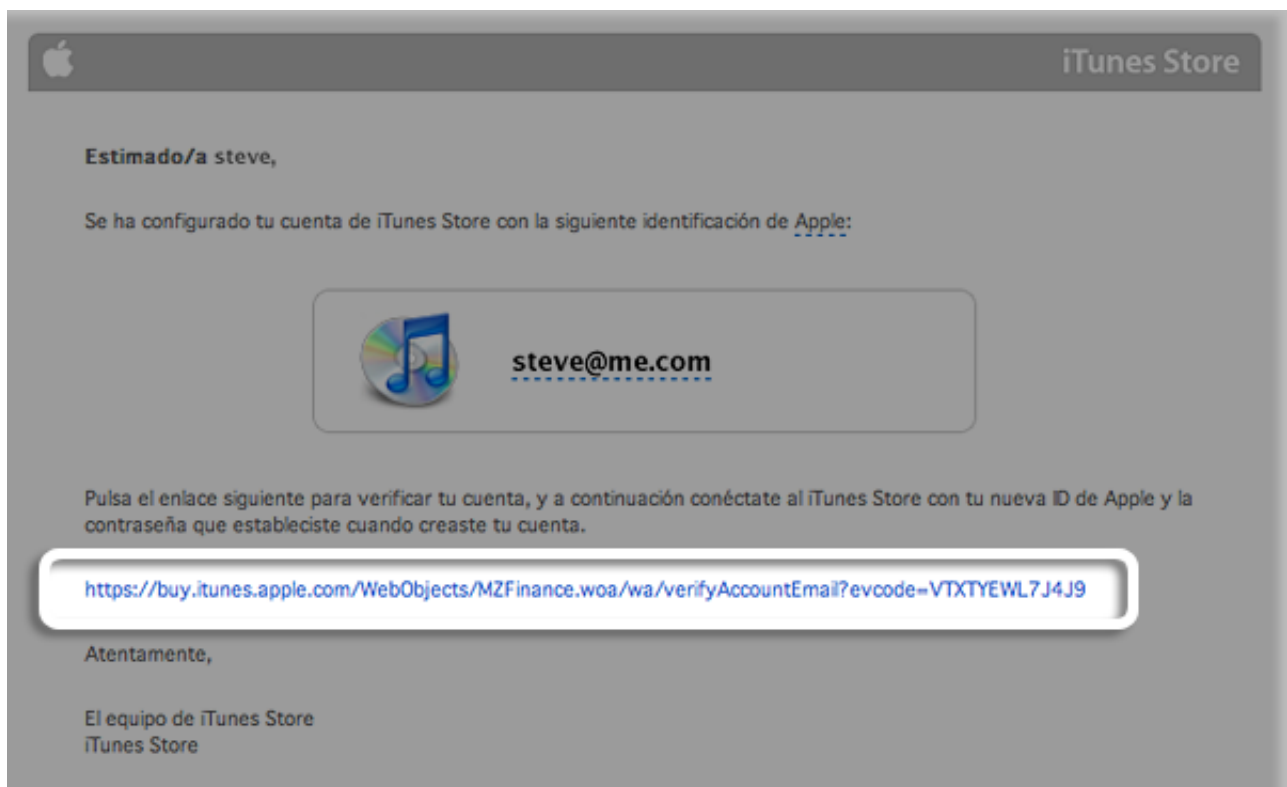 iTunes Store
Estimado/a steve,
Se ha configurado tu cuenta de iTunes Store con la siguiente identificación de Apple:
steve@me.com
Pulsa el enlace siguiente para verificar tu cuenta, y a continuación conéctate al iTunes Store con tu nueva ID de Apple y la
contraseña que estableciste cuando creaste tu cuenta.
https://buy.itunes.apple.com/WebObjects/MZFinance.woa/wa/verifyAccountEmail?evcode=VTXTYEWL7J4J9
Atentamente,
El equipo de iTunes Store
iTunes Store